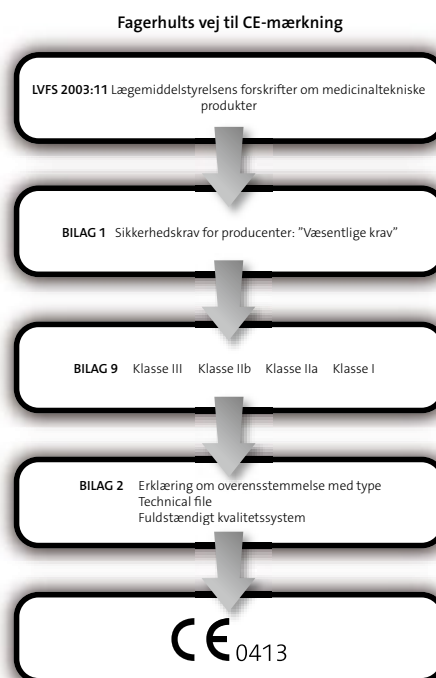 Fagerhults vej til CE-mærkning
LVFS 2003:11 Lægemiddelstyrelsens forskrifter om medicinaltekniske
produkter
BILAG 1 Sikkerhedskrav for producenter: ”Væsentlige krav”
BILAG 9 Klasse III Klasse IIb Klasse IIa Klasse I
BILAG 2 Erklæring om overensstemmelse med type
Technical file
Fuldstændigt kvalitetssystem
CE 0413